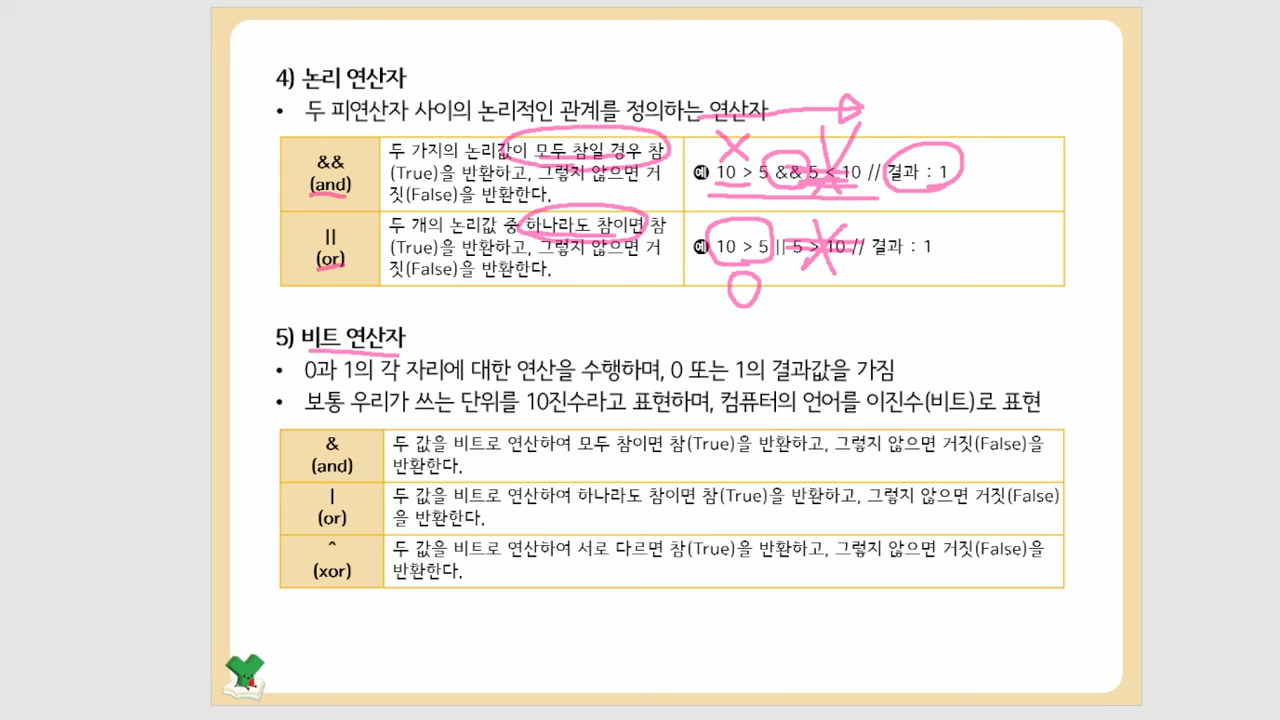 4) 논리 연산자
• 두 피연산자 사이의 논리적인 관계를 정의하는 연산자
&&
(and)
두 가지의 논리값이 모두 참일 경우 참
(True)을 반환하고, 그렇지 않으면 거
짓(False)을 반환한다.
예 10 > 5 && 5 < 10 // 결과 : 1
||
(or)
두 개의 논리값 중 하나라도 참이면 참
(True)을 반환하고, 그렇지 않으면 거
짓(False)을 반환한다.
예 10 > 5 || 5 > 10 // 결과 : 1
5) 비트 연산자
• 0과 1의 각 자리에 대한 연산을 수행하며, 0 또는 1의 결과값을 가짐
• 보통 우리가 쓰는 단위를 10진수라고 표현하며, 컴퓨터의 언어를 이진수(비트)로 표현
&
(and)
두 값을 비트로 연산하여 모두 참이면 참(True)을 반환하고, 그렇지 않으면 거짓(False)을
반환한다.
|
(or)
두 값을 비트로 연산하여 하나라도 참이면 참(True)을 반환하고, 그렇지 않으면 거짓(False)
을 반환한다.
^
(xor)
두 값을 비트로 연산하여 서로 다르면 참(True)을 반환하고, 그렇지 않으면 거짓(False)을
반환한다.